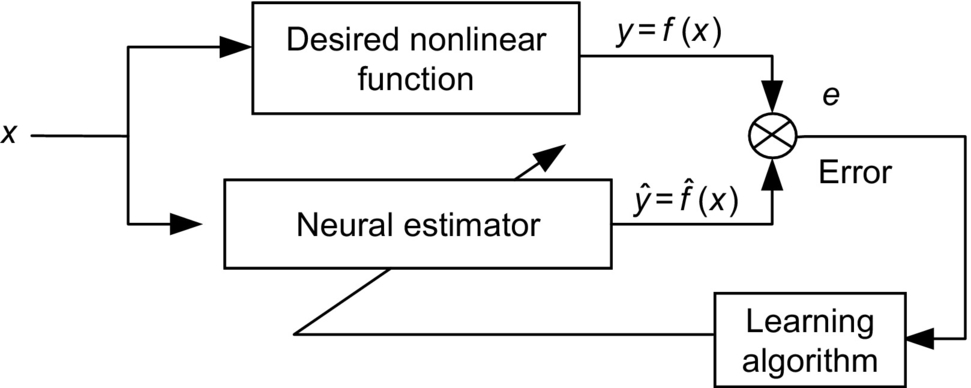 Desired nonlinear
function
y = f (x)
e
x
Error
Neural estimator
ŷ = f̂ (x)
Learning
algorithm